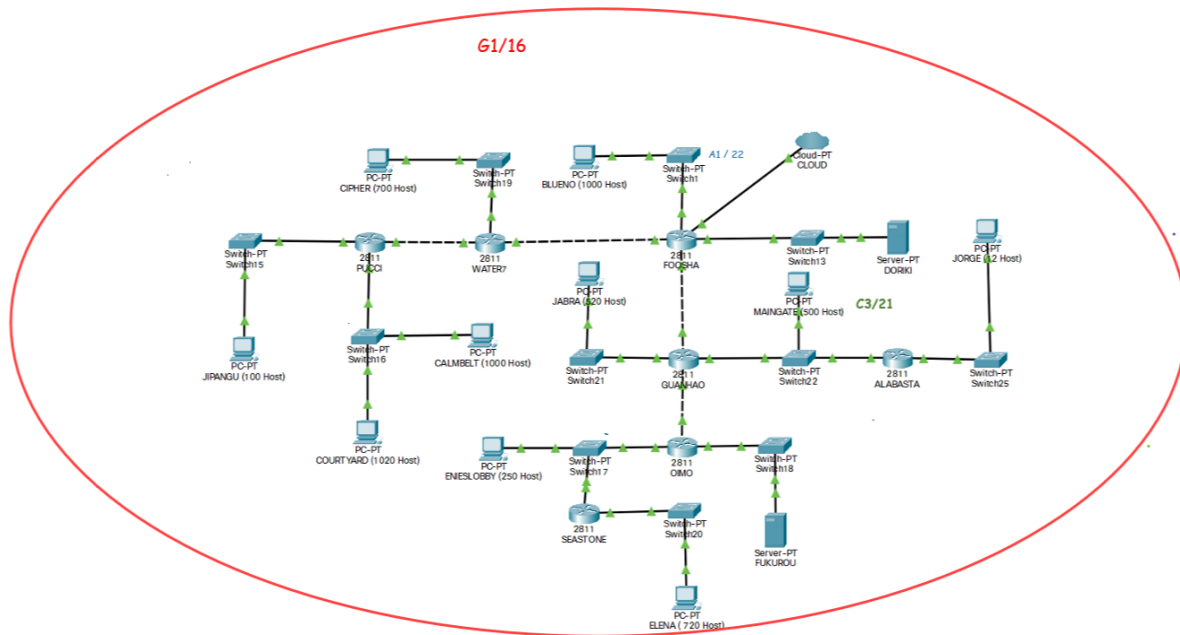 G1/16
Cloud-PT
CLOUD
A1 / 22
PC-PT
CIPHER (700 Host)
Switch-PT
Switch19
PC-PT
BLUENO (1000 Host)
Switch-PT
Switch1
Switch-PT
Switch15
2811
PUCCI
2811
WATER7
2811
FOOSHA
Switch-PT
Switch13
Server-PT
DORIKI
PC-PT
JORGE (12 Host)
PC-PT
JABRA (520 Host)
PC-PT
MAINGATE (500 Host)
C3/21
PC-PT
JIPANGU (100 Host)
Switch-PT
Switch16
PC-PT
CALMBELT (1000 Host)
Switch-PT
Switch21
2811
GUANHAO
Switch-PT
Switch22
2811
ALABASTA
Switch-PT
Switch25
PC-PT
COURTYARD (1020 Host)
PC-PT
ENIESLOBBY (250 Host)
Switch-PT
Switch17
2811
OIMO
Switch-PT
Switch18
2811
SEASTONE
Switch-PT
Switch20
Server-PT
FUKUROU
PC-PT
ELENA ( 720 Host)